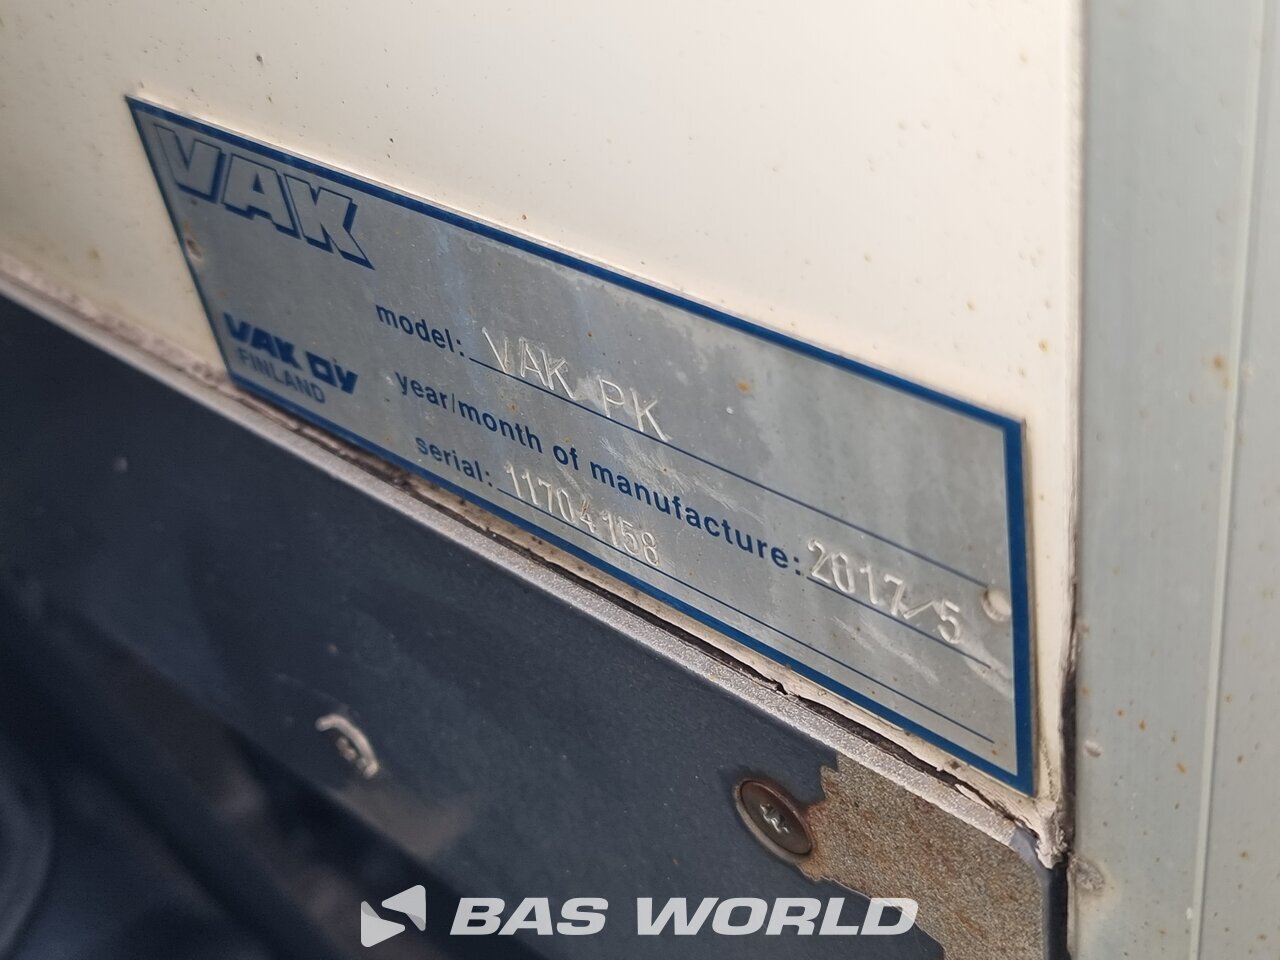 VAK
model: VAK PK
VAK OY
FINLAND
year/month of manufacture: 2017/5
serial: 11704158
BAS WORLD